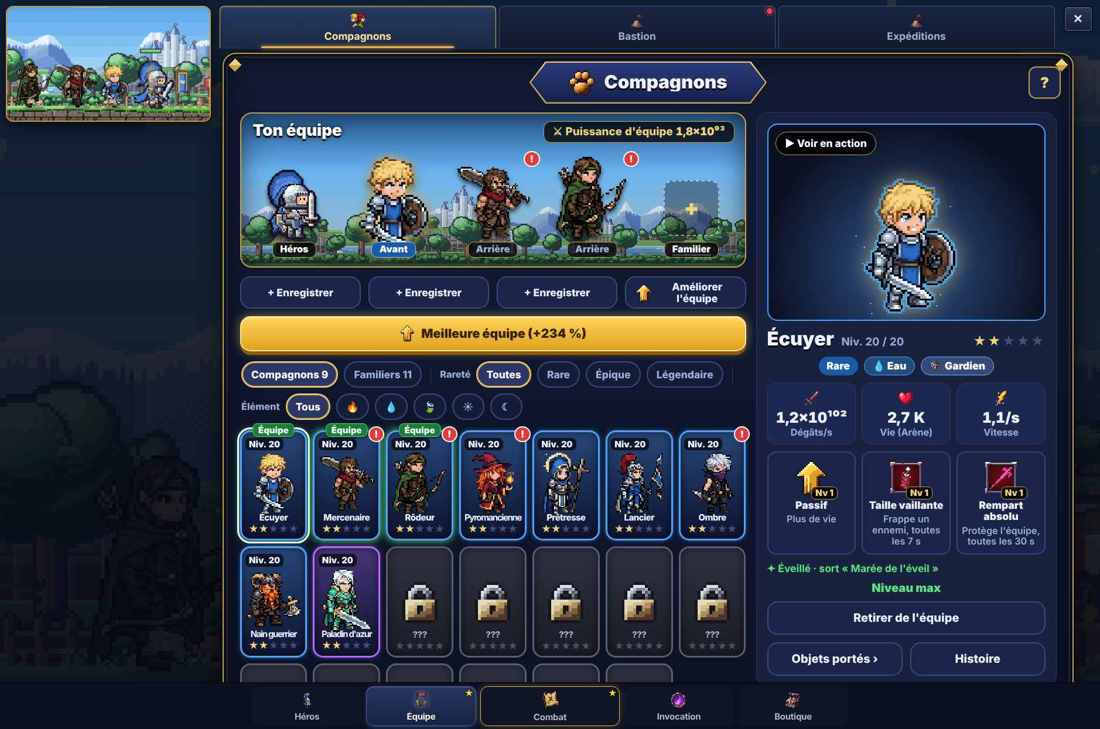 Compagnons
Bastion
Expéditions
×
Compagnons
?
Ton équipe
⚔ Puissance d'équipe 1,8×10⁹³
!
!
+
Héros
Avant
Arrière
Arrière
Familier
+ Enregistrer
+ Enregistrer
+ Enregistrer
Améliorer
l'équipe
Meilleure équipe (+234 %)
Compagnons 9
Familiers 11
Rareté
Toutes
Rare
Épique
Légendaire
Élément
Tous
Équipe
Équipe
Équipe
Niv. 20
Niv. 20
!
Niv. 20
!
Niv. 20
!
Niv. 20
Niv. 20
Niv. 20
!
Écuyer
Mercenaire
Rôdeur
Pyromancienne
Prêtresse
Lancier
Ombre
Niv. 20
Niv. 20
Nain guerrier
Paladin d'azur
???
???
???
???
???
▶ Voir en action
Écuyer Niv. 20 / 20
Rare
Eau
Gardien
1,2×10¹⁰²
Dégâts/s
2,7 K
Vie (Arène)
1,1/s
Vitesse
Nv 1
Passif
Plus de vie
Nv 1
Taille vaillante
Frappe un
ennemi, toutes
les 7 s
Nv 1
Rempart
absolu
Protège l'équipe,
toutes les 30 s
✦ Éveillé · sort « Marée de l'éveil »
Niveau max
Retirer de l'équipe
Objets portés ›
Histoire
Héros
Équipe
Combat
Invocation
Boutique